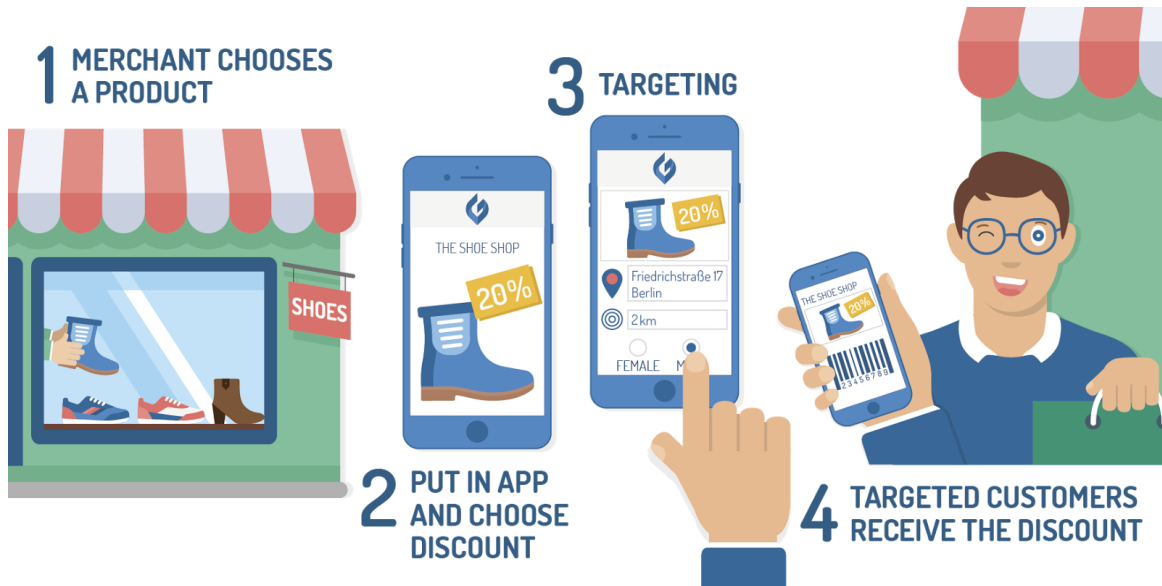 1 MERCHANT CHOOSES
A PRODUCT
SHOES
THE SHOE SHOP
20%
2 PUT IN APP
AND CHOOSE
DISCOUNT
3 TARGETING
20%
Friedrichstraße 17
Berlin
2km
FEMALE M
THE SHOE SHOP
20%
23456789
4 TARGETED CUSTOMERS
RECEIVE THE DISCOUNT